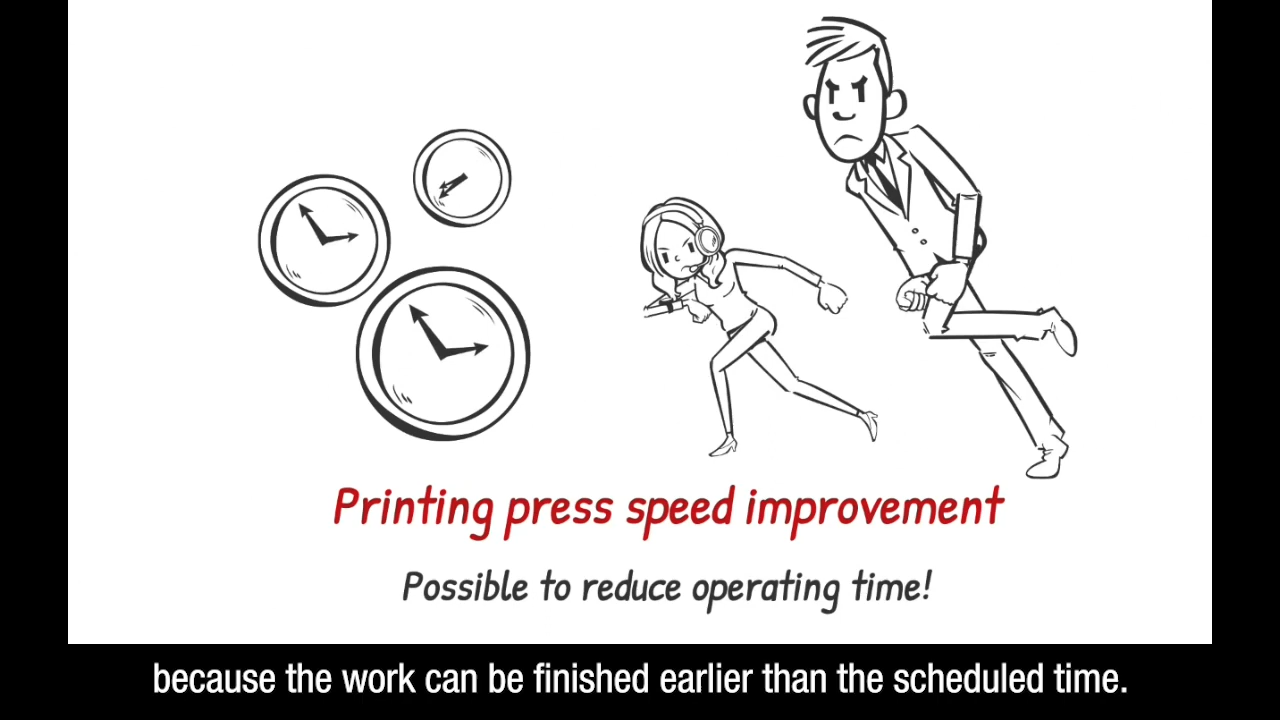 Printing press speed improvement
Possible to reduce operating time!
because the work can be finished earlier than the scheduled time.